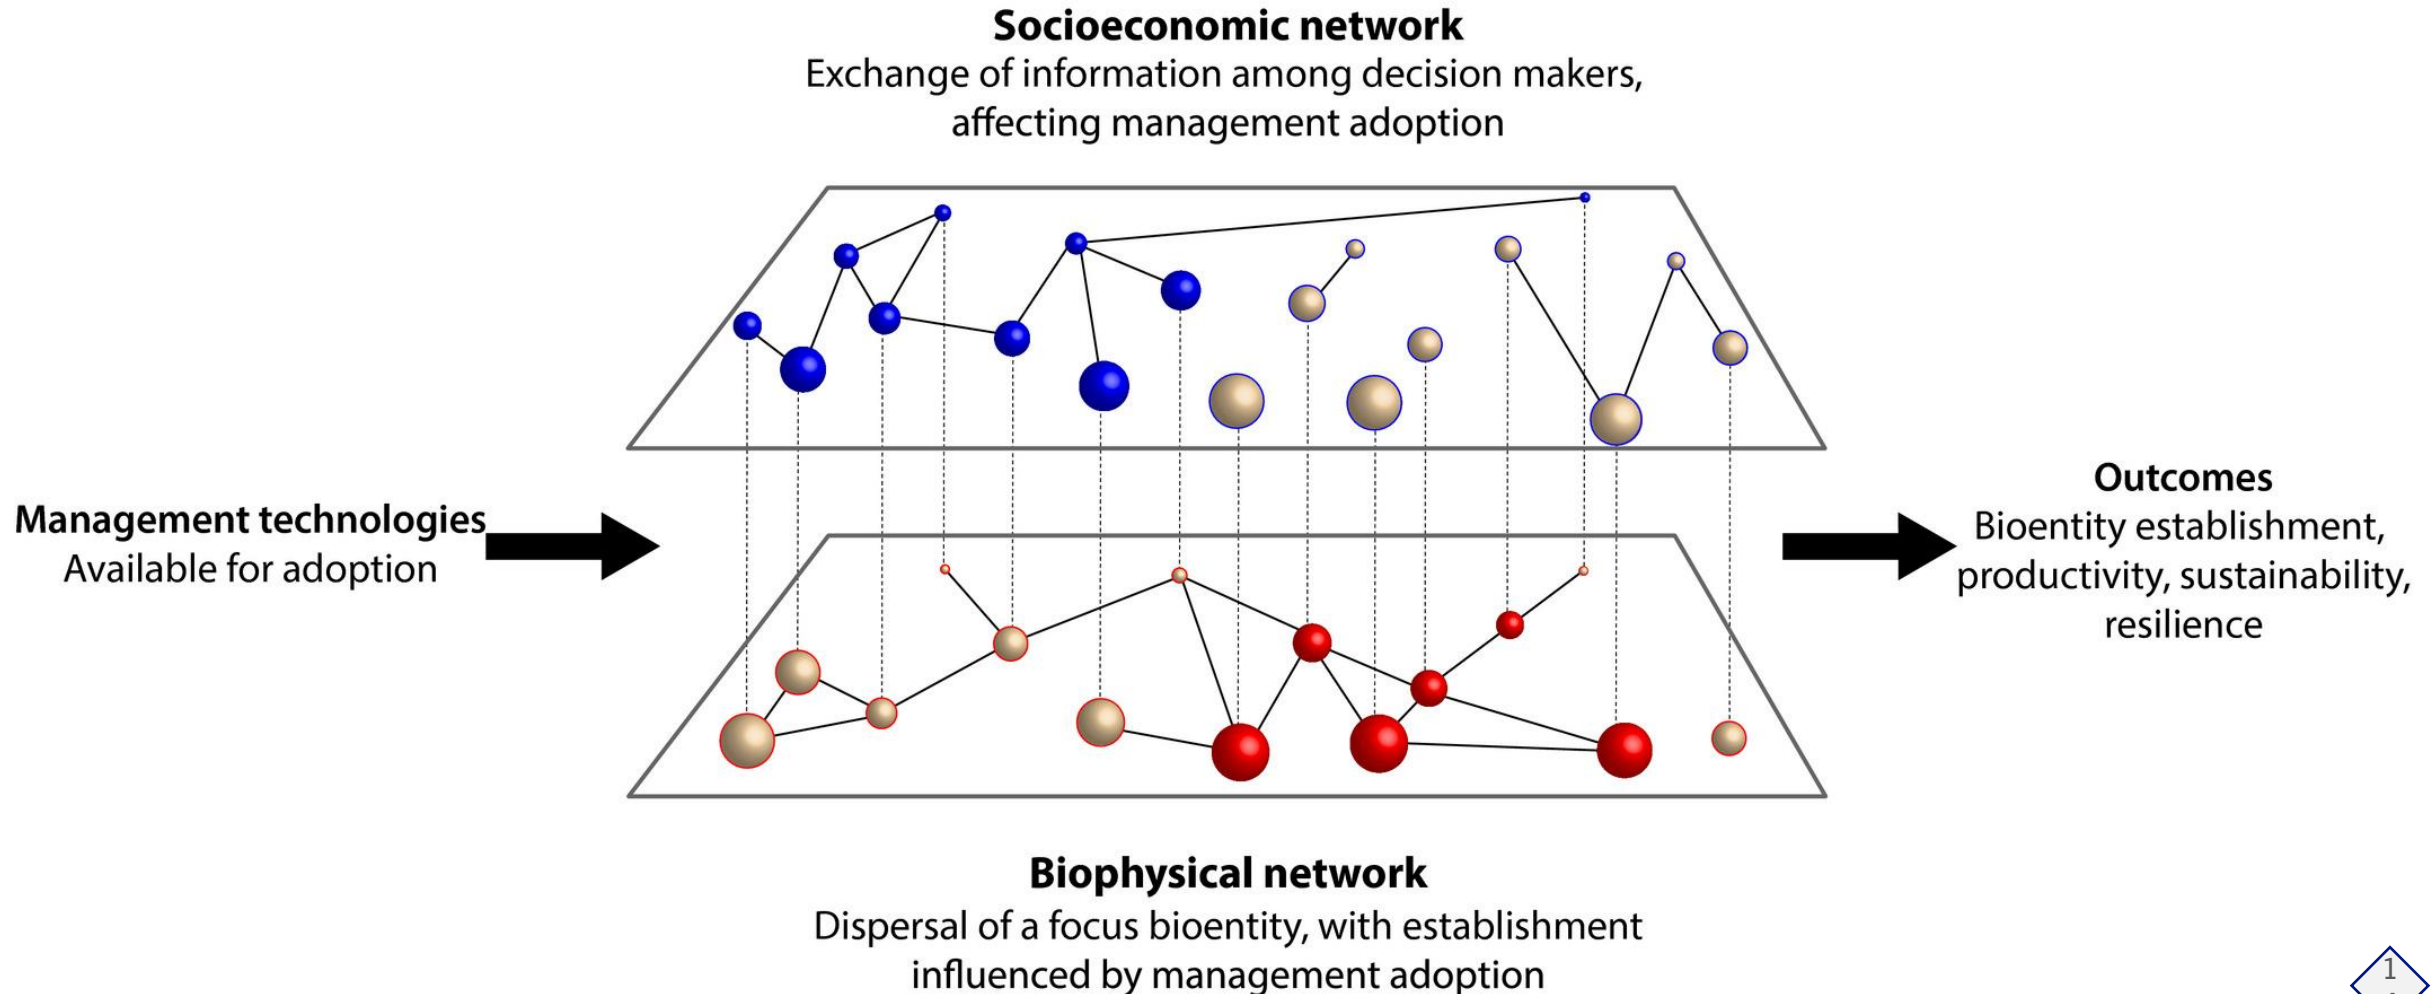 Socioeconomic network
Exchange of information among decision makers,
affecting management adoption
Management technologies
Available for adoption
Outcomes
Bioentity establishment,
productivity, sustainability,
resilience
Biophysical network
Dispersal of a focus bioentity, with establishment
influenced by management adoption
1